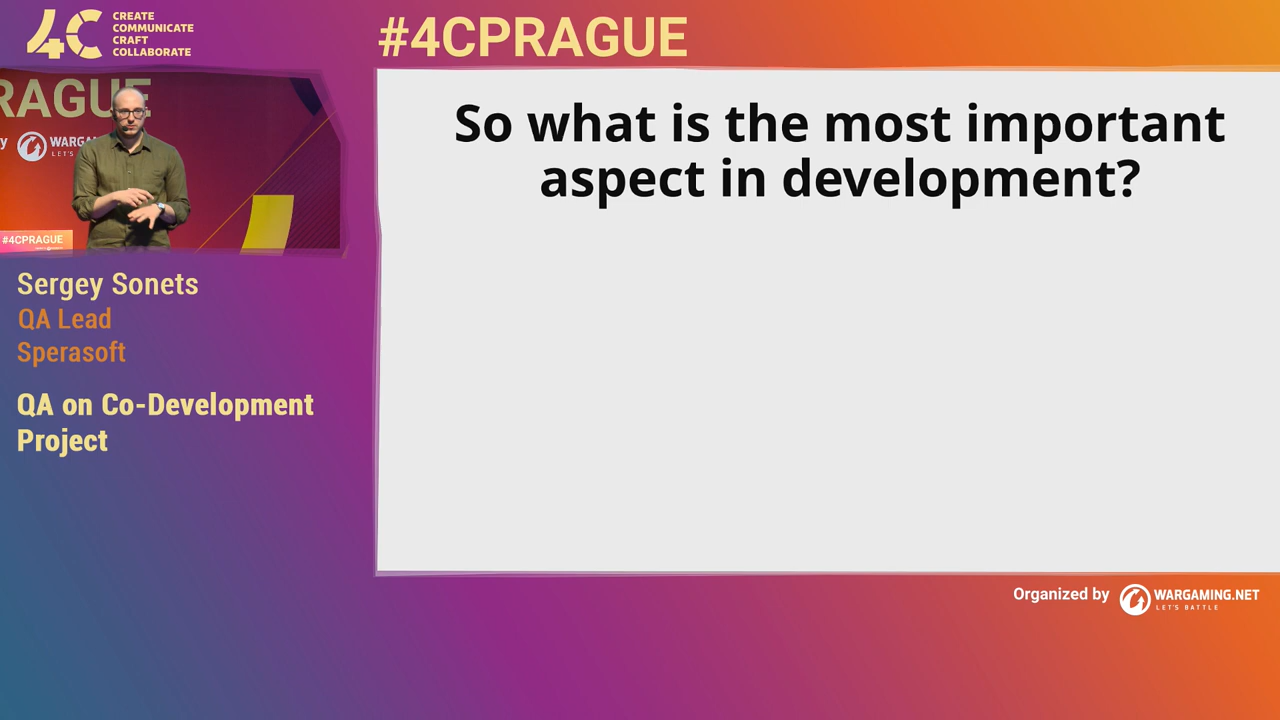 4C
CREATE
COMMUNICATE
CRAFT
COLLABORATE
#4CPRAGUE
So what is the most important
aspect in development?
RAGUE
y
WARG
LET'S
#4CPRAGUE
Sergey Sonets
QA Lead
Sperasoft
QA on Co-Development
Project
Organized by
WARGAMING.NET
LET'S BATTLE